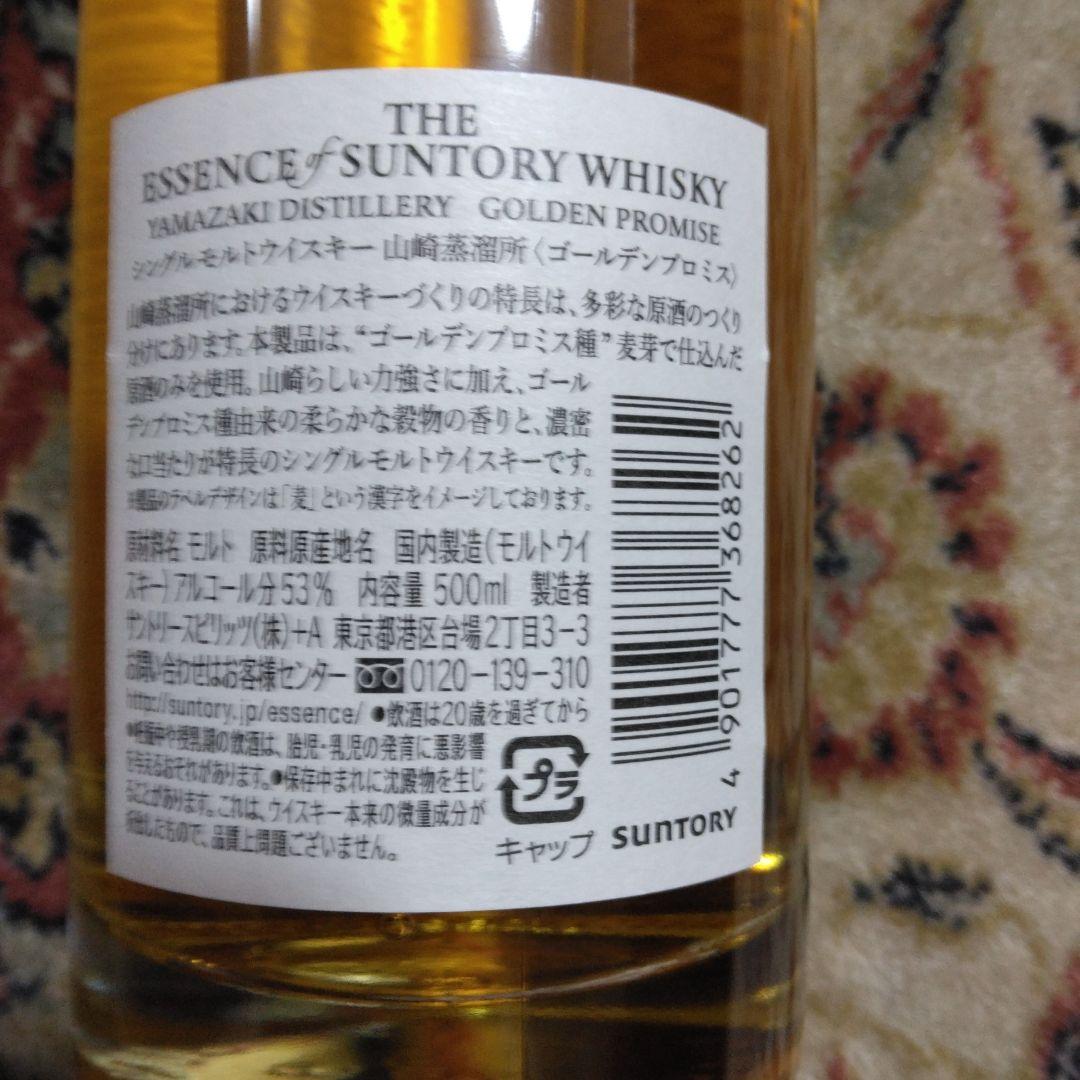 THE
ESSENCE of SUNTORY WHISKY
YAMAZAKI DISTILLERY GOLDEN PROMISE
シングルモルトウイスキー 山崎蒸溜所〈ゴールデンプロミス〉
山崎蒸溜所におけるウイスキーづくりの特長は、多彩な原酒のつくり
分けにあります。本製品は、“ゴールデンプロミス種”麦芽で仕込んだ
原酒のみを使用。山崎らしい力強さに加え、ゴール
デンプロミス種由来の柔らかな穀物の香りと、濃密
な口当たりが特長のシングルモルトウイスキーです。
本製品のラベルデザインは「麦」という漢字をイメージしております。
原材料名 モルト 原料原産地名 国内製造(モルトウイ
スキー) アルコール分53% 内容量 500ml 製造者
サントリースピリッツ(株)+A 東京都港区台場2丁目3-3
お問い合わせはお客様センター 0120-139-310
http://suntory.jp/essence/ ●飲酒は20歳を過ぎてから
●妊娠中や授乳期の飲酒は、胎児・乳児の発育に悪影響
を与えるおそれがあります。●保存中まれに沈殿物を生じ
ることがあります。これは、ウイスキー本来の微量成分が
析出したもので、品質上問題ございません。
プラ
キャップ
4 901777 368262
SUNTORY